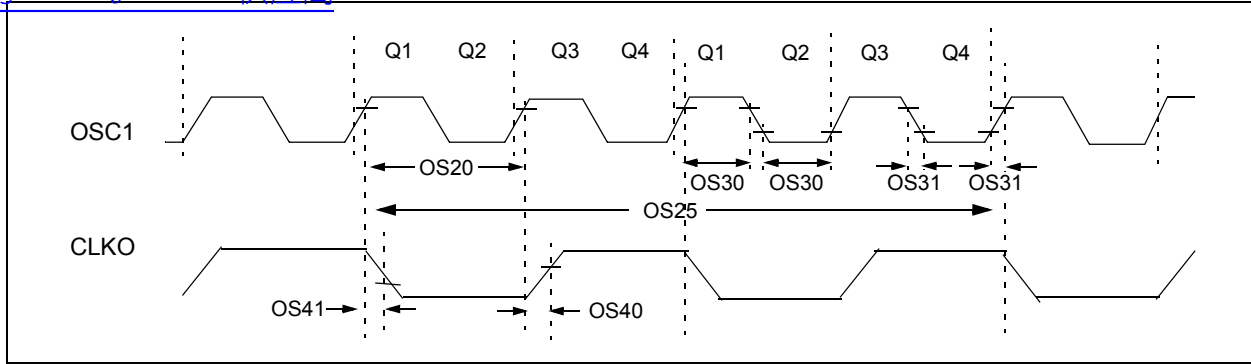 Q1 Q2 Q3 Q4 Q1 Q2 Q3 Q4
OSC1
OS20
OS30 OS30 OS31 OS31
OS25
CLKO
OS41 OS40